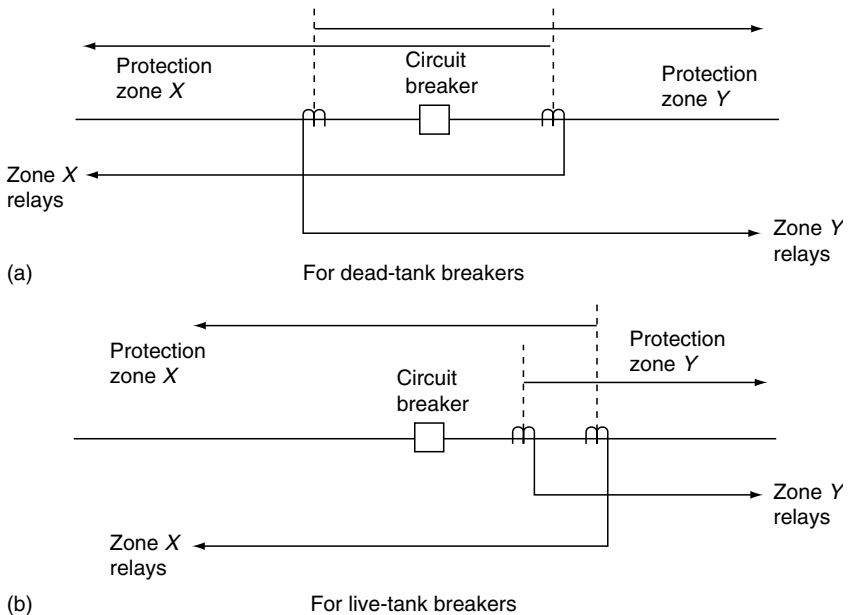 Protection
zone X
Circuit
breaker
Protection
zone Y
Zone X
relays
Zone Y
relays
(a)
For dead-tank breakers
Protection
zone X
Circuit
breaker
Protection
zone Y
Zone Y
relays
Zone X
relays
(b)
For live-tank breakers